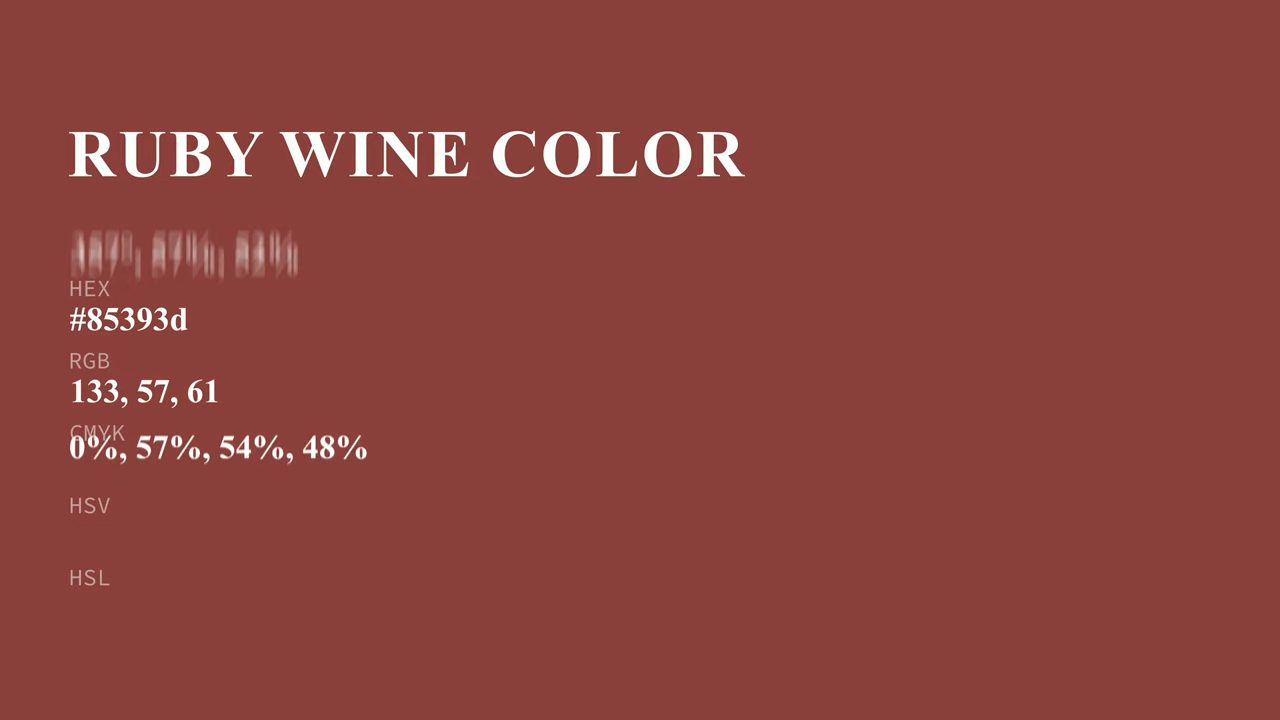 RUBY WINE COLOR
HEX
#85393d
RGB
133, 57, 61
CMYK
0%, 57%, 54%, 48%
HSV
HSL